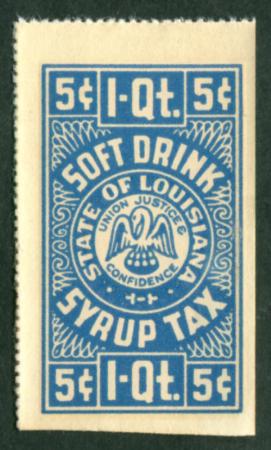 5¢ 1-Qt. 5¢
SOFT DRINK
STATE OF LOUISIANA
UNION JUSTICE &
CONFIDENCE
SYRUP TAX
5¢ 1-Qt. 5¢